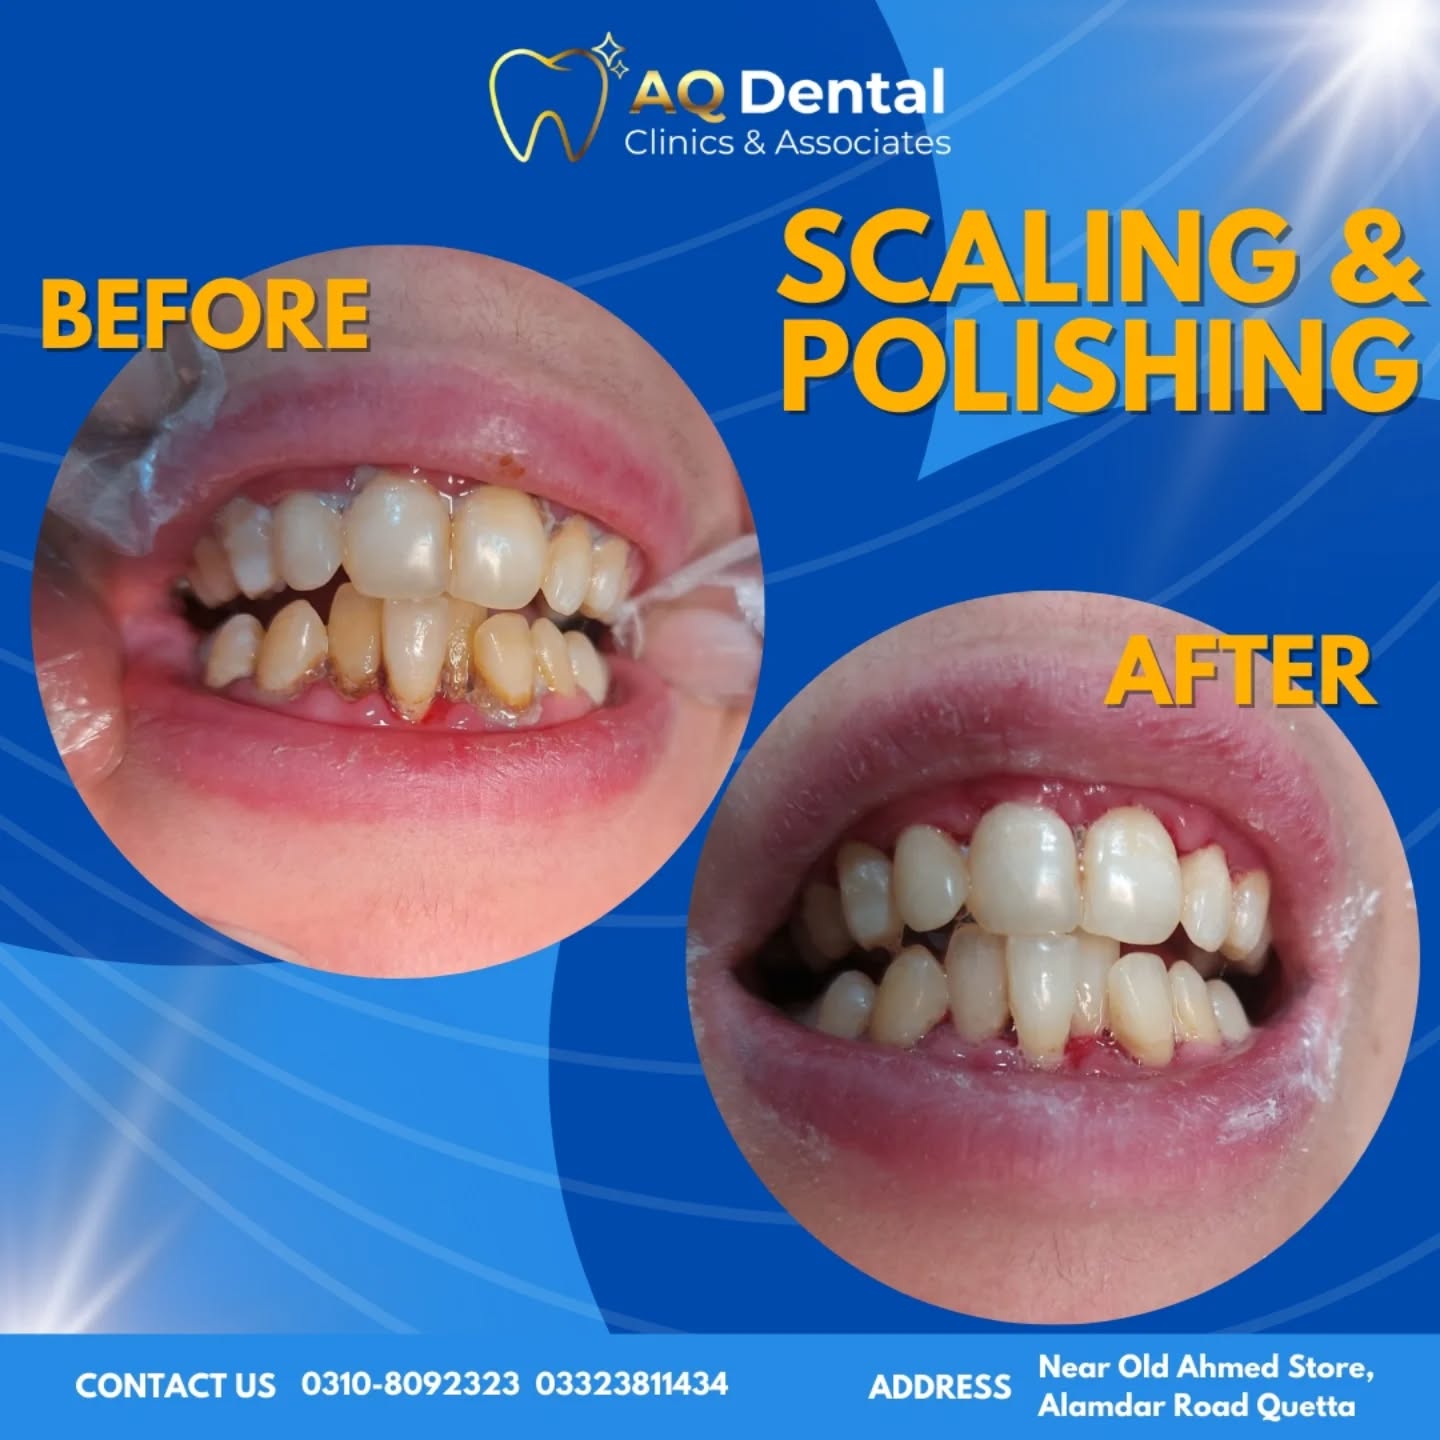 AQ Dental
Clinics & Associates
SCALING &
POLISHING
BEFORE
AFTER
CONTACT US 0310-8092323 03323811434
ADDRESS
Near Old Ahmed Store,
Alamdar Road Quetta